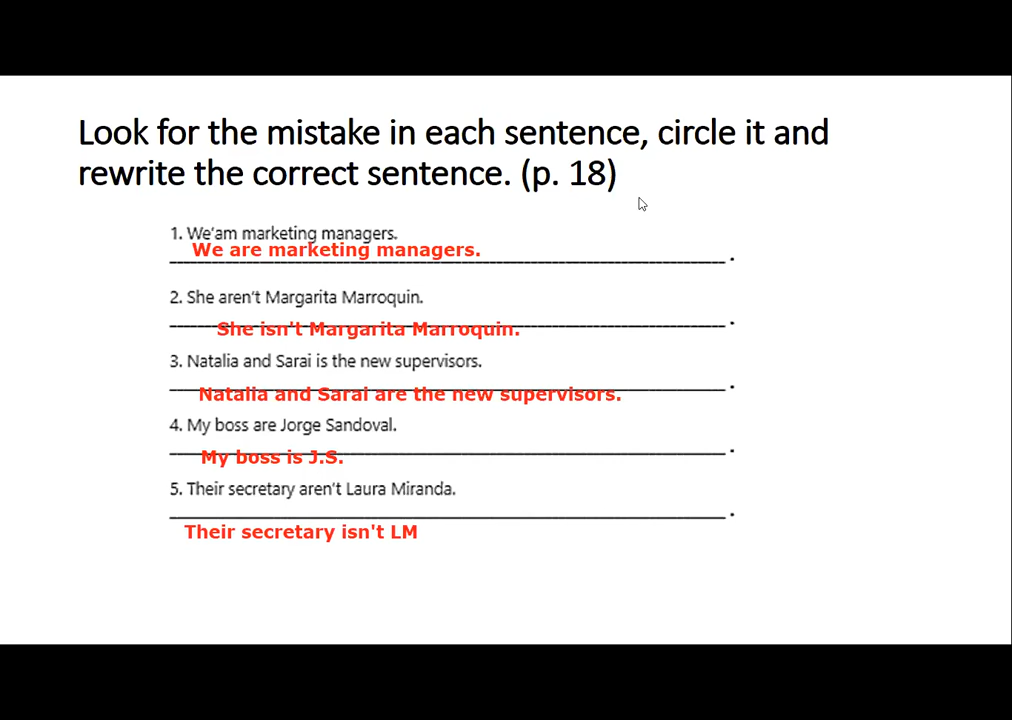 Look for the mistake in each sentence, circle it and
rewrite the correct sentence. (p. 18)
1. We'am marketing managers.
We are marketing managers.
2. She aren't Margarita Marroquin.
She isn't Margarita Marroquin.
3. Natalia and Sarai is the new supervisors.
Natalia and Sarai are the new supervisors.
4. My boss are Jorge Sandoval.
My boss is J.S.
5. Their secretary aren't Laura Miranda.
Their secretary isn't LM